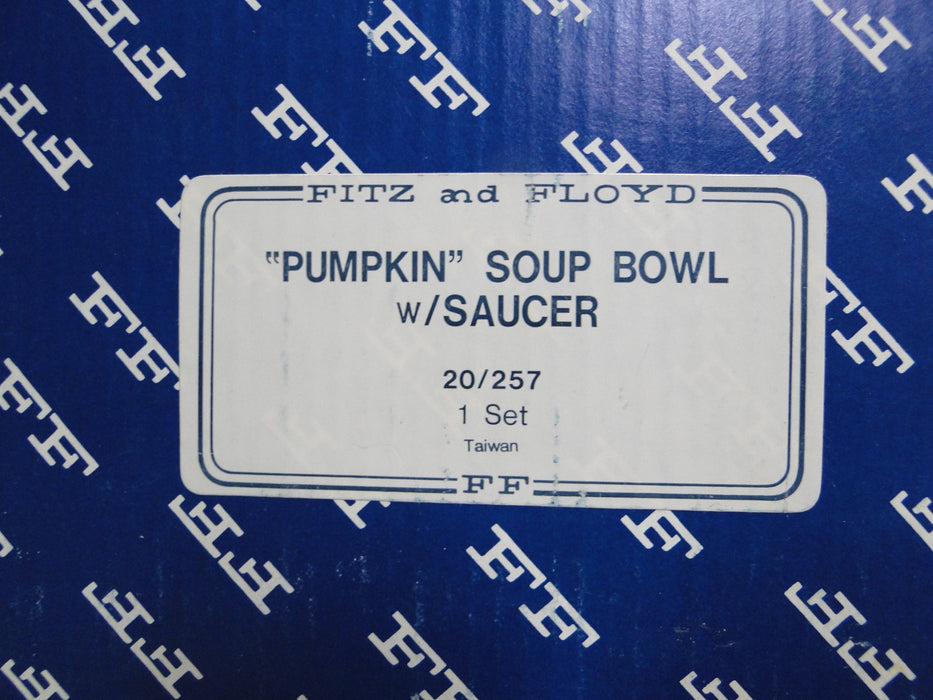 FITZ and FLOYD
"PUMPKIN" SOUP BOWL
w/SAUCER
20/257
1 Set
Taiwan
FF